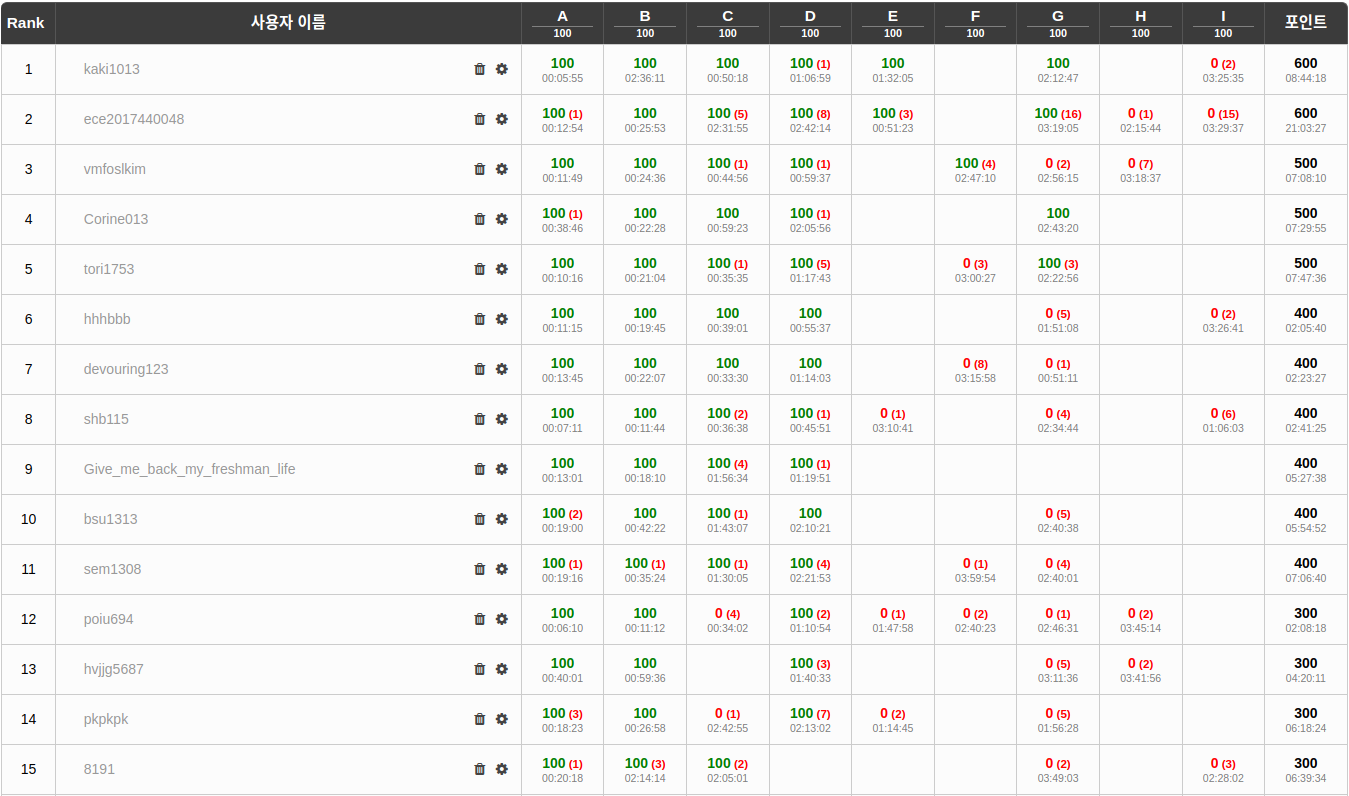 Rank 사용자 이름 A B C D E F G H I 포인트
100 100 100 100 100 100 100 100 100
1 kaki1013 100 100 100 100 (1) 100 100 0 (2) 600
00:05:55 02:36:11 00:50:18 01:06:59 01:32:05 02:12:47 03:25:35 08:44:18
2 ece2017440048 100 (1) 100 100 (5) 100 (8) 100 (3) 100 (16) 0 (1) 0 (15) 600
00:12:54 00:25:53 02:31:55 02:42:14 00:51:23 03:19:05 02:15:44 03:29:37 21:03:27
3 vmfoslkim 100 100 100 (1) 100 (1) 100 (4) 0 (2) 0 (7) 500
00:11:49 00:24:36 00:44:56 00:59:37 02:47:10 02:56:15 03:18:37 07:08:10
4 Corine013 100 (1) 100 100 100 (1) 100 500
00:38:46 00:22:28 00:59:23 02:05:56 02:43:20 07:29:55
5 tori1753 100 100 100 (1) 100 (5) 0 (3) 100 (3) 500
00:10:16 00:21:04 00:35:35 01:17:43 03:00:27 02:22:56 07:47:36
6 hhhbbb 100 100 100 100 0 (5) 0 (2) 400
00:11:15 00:19:45 00:39:01 00:55:37 01:51:08 03:26:41 02:05:40
7 devouring123 100 100 100 100 0 (8) 0 (1) 400
00:13:45 00:22:07 00:33:30 01:14:03 03:15:58 00:51:11 02:23:27
8 shb115 100 100 100 (2) 100 (1) 0 (1) 0 (4) 0 (6) 400
00:07:11 00:11:44 00:36:38 00:45:51 03:10:41 02:34:44 01:06:03 02:41:25
9 Give_me_back_my_freshman_life 100 100 100 (4) 100 (1) 400
00:13:01 00:18:10 01:56:34 01:19:51 05:27:38
10 bsu1313 100 (2) 100 100 (1) 100 0 (5) 400
00:19:00 00:42:22 01:43:07 02:10:21 02:40:38 05:54:52
11 sem1308 100 (1) 100 (1) 100 (1) 100 (4) 0 (1) 0 (4) 400
00:19:16 00:35:24 01:30:05 02:21:53 03:59:54 02:40:01 07:06:40
12 poiu694 100 100 0 (4) 100 (2) 0 (1) 0 (2) 0 (1) 0 (2) 300
00:06:10 00:11:12 00:34:02 01:10:54 01:47:58 02:40:23 02:46:31 03:45:14 02:08:18
13 hvjjg5687 100 100 100 (3) 0 (5) 0 (2) 300
00:40:01 00:59:36 01:40:33 03:11:36 03:41:56 04:20:11
14 pkpkpk 100 (3) 100 0 (1) 100 (7) 0 (2) 0 (5) 300
00:18:23 00:26:58 02:42:55 02:13:02 01:14:45 01:56:28 06:18:24
15 8191 100 (1) 100 (3) 100 (2) 0 (2) 0 (3) 300
00:20:18 02:14:14 02:05:01 03:49:03 02:28:02 06:39:34